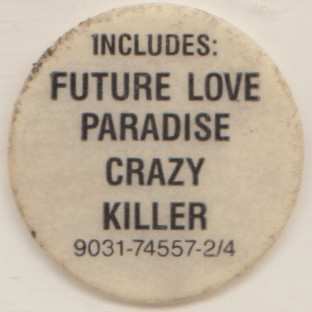 INCLUDES:
FUTURE LOVE
PARADISE
CRAZY
KILLER
9031-74557-2/4